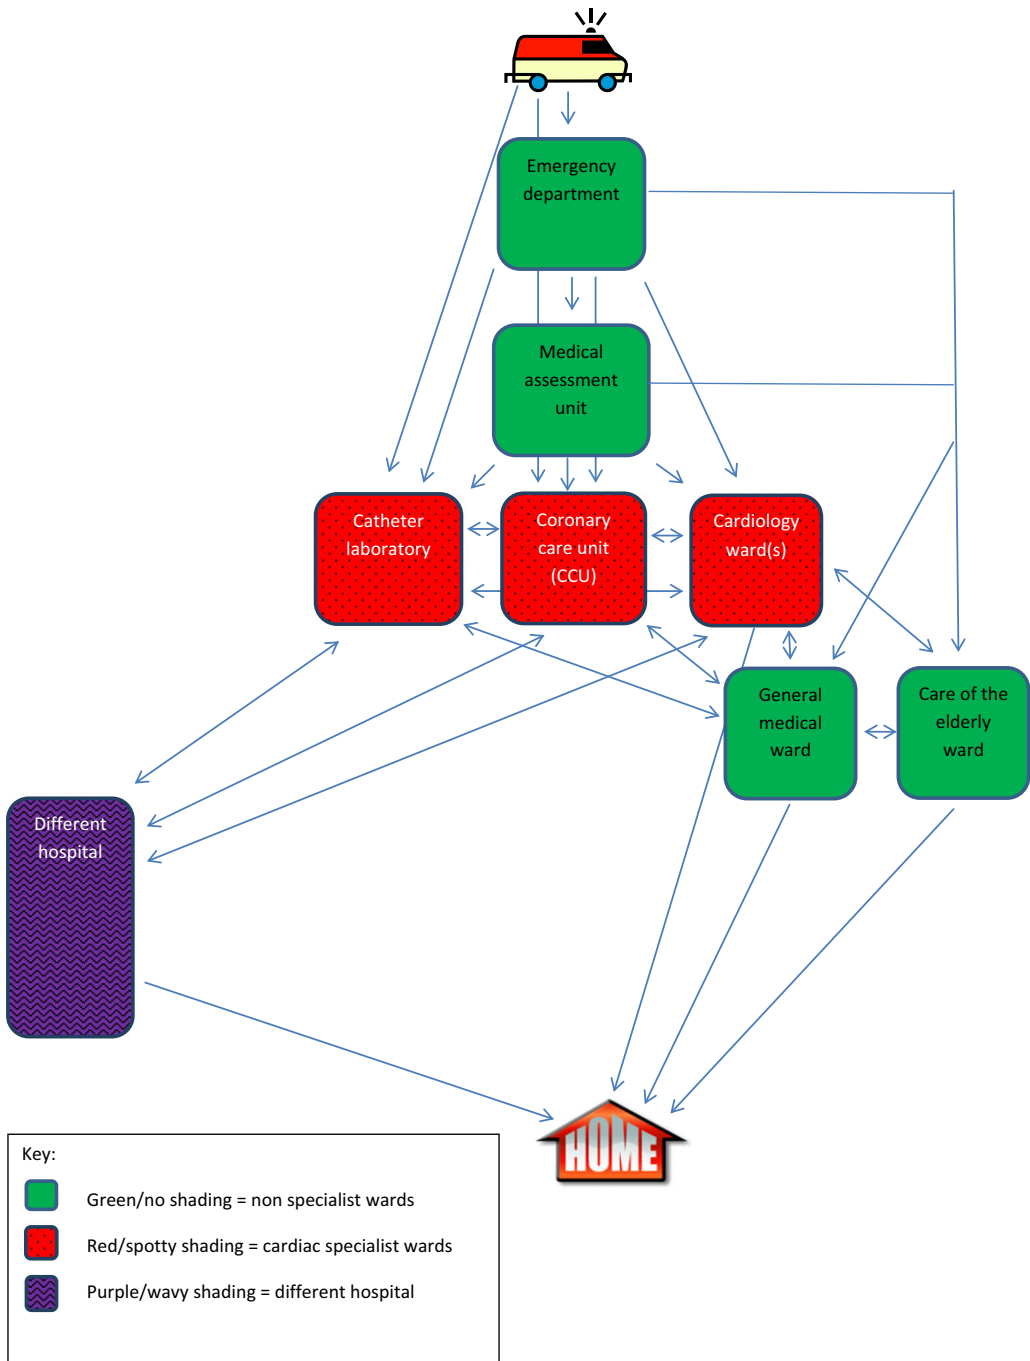 Emergency
department
Medical
assessment
unit
Catheter
laboratory
Coronary
care unit
(CCU)
Cardiology
ward(s)
General
medical
ward
Care of the
elderly
ward
Different
hospital
HOME
Key:
Green/no shading = non specialist wards
Red/spotty shading = cardiac specialist wards
Purple/wavy shading = different hospital